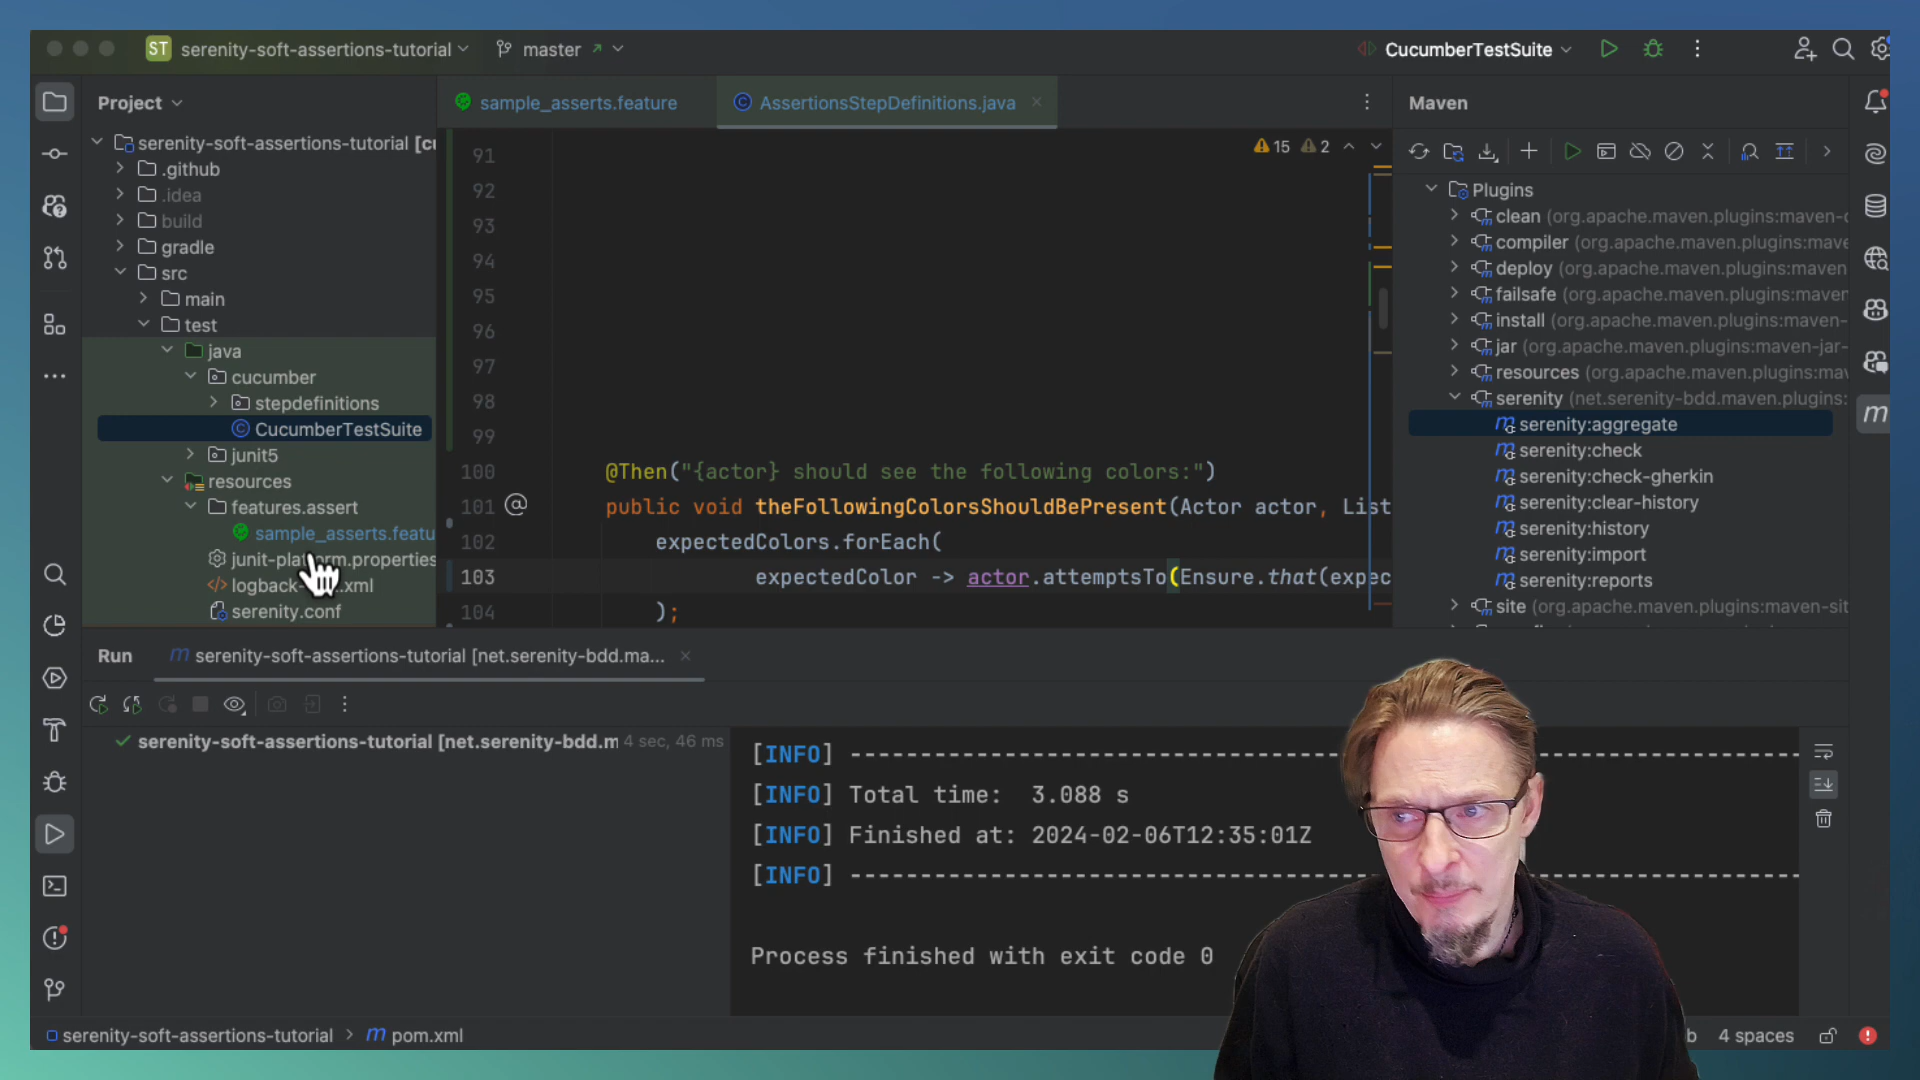 ST serenity-soft-assertions-tutorial master CucumberTestSuite
Project
serenity-soft-assertions-tutorial [cu
.github
.idea
build
gradle
src
main
test
java
cucumber
stepdefinitions
CucumberTestSuite
junit5
resources
features.assert
sample_asserts.featu
.properties
logback- .xml
serenity.conf
sample_asserts.feature AssertionsStepDefinitions.java
15 2
91
92
93
94
95
96
97
98
99
100 @Then("{actor} should see the following colors:")
101 public void theFollowingColorsShouldBePresent(Actor actor, List
102 expectedColors.forEach(
103 expectedColor -> actor.attemptsTo(Ensure.that(expec
104 );
Maven
Plugins
clean (org.apache.maven.plugins:maven-c
compiler (org.apache.maven.plugins:mave
deploy (org.apache.maven.plugins:maven
failsafe (org.apache.maven.plugins:maven
install (org.apache.maven.plugins:maven-
jar (org.apache.maven.plugins:maven-jar-
resources (org.apache.maven.plugins:mav
serenity (net.serenity-bdd.maven.plugins:
serenity:aggregate
serenity:check
serenity:check-gherkin
serenity:clear-history
serenity:history
serenity:import
serenity:reports
site (org.apache.maven.plugins:maven-sit
Run serenity-soft-assertions-tutorial [net.serenity-bdd.ma...
serenity-soft-assertions-tutorial [net.serenity-bdd.m 4 sec, 46 ms
[INFO] ------------------------------------------------------------------------
[INFO] Total time: 3.088 s
[INFO] Finished at: 2024-02-06T12:35:01Z
[INFO] ------------------------------------------------------------------------
Process finished with exit code 0
serenity-soft-assertions-tutorial > pom.xml
b 4 spaces